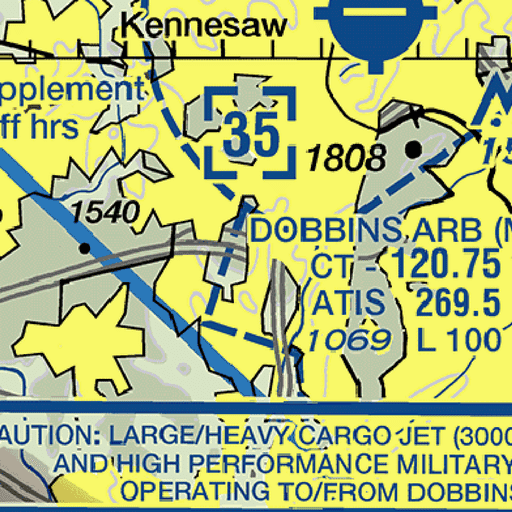 Kennesaw
pplement
ff hrs
35
1808
1540
DOBBINS ARB (M
CT - 120.75
ATIS 269.5
1069 L 100
AUTION: LARGE/HEAVY CARGO JET (3000
AND HIGH PERFORMANCE MILITARY
OPERATING TO/FROM DOBBINS